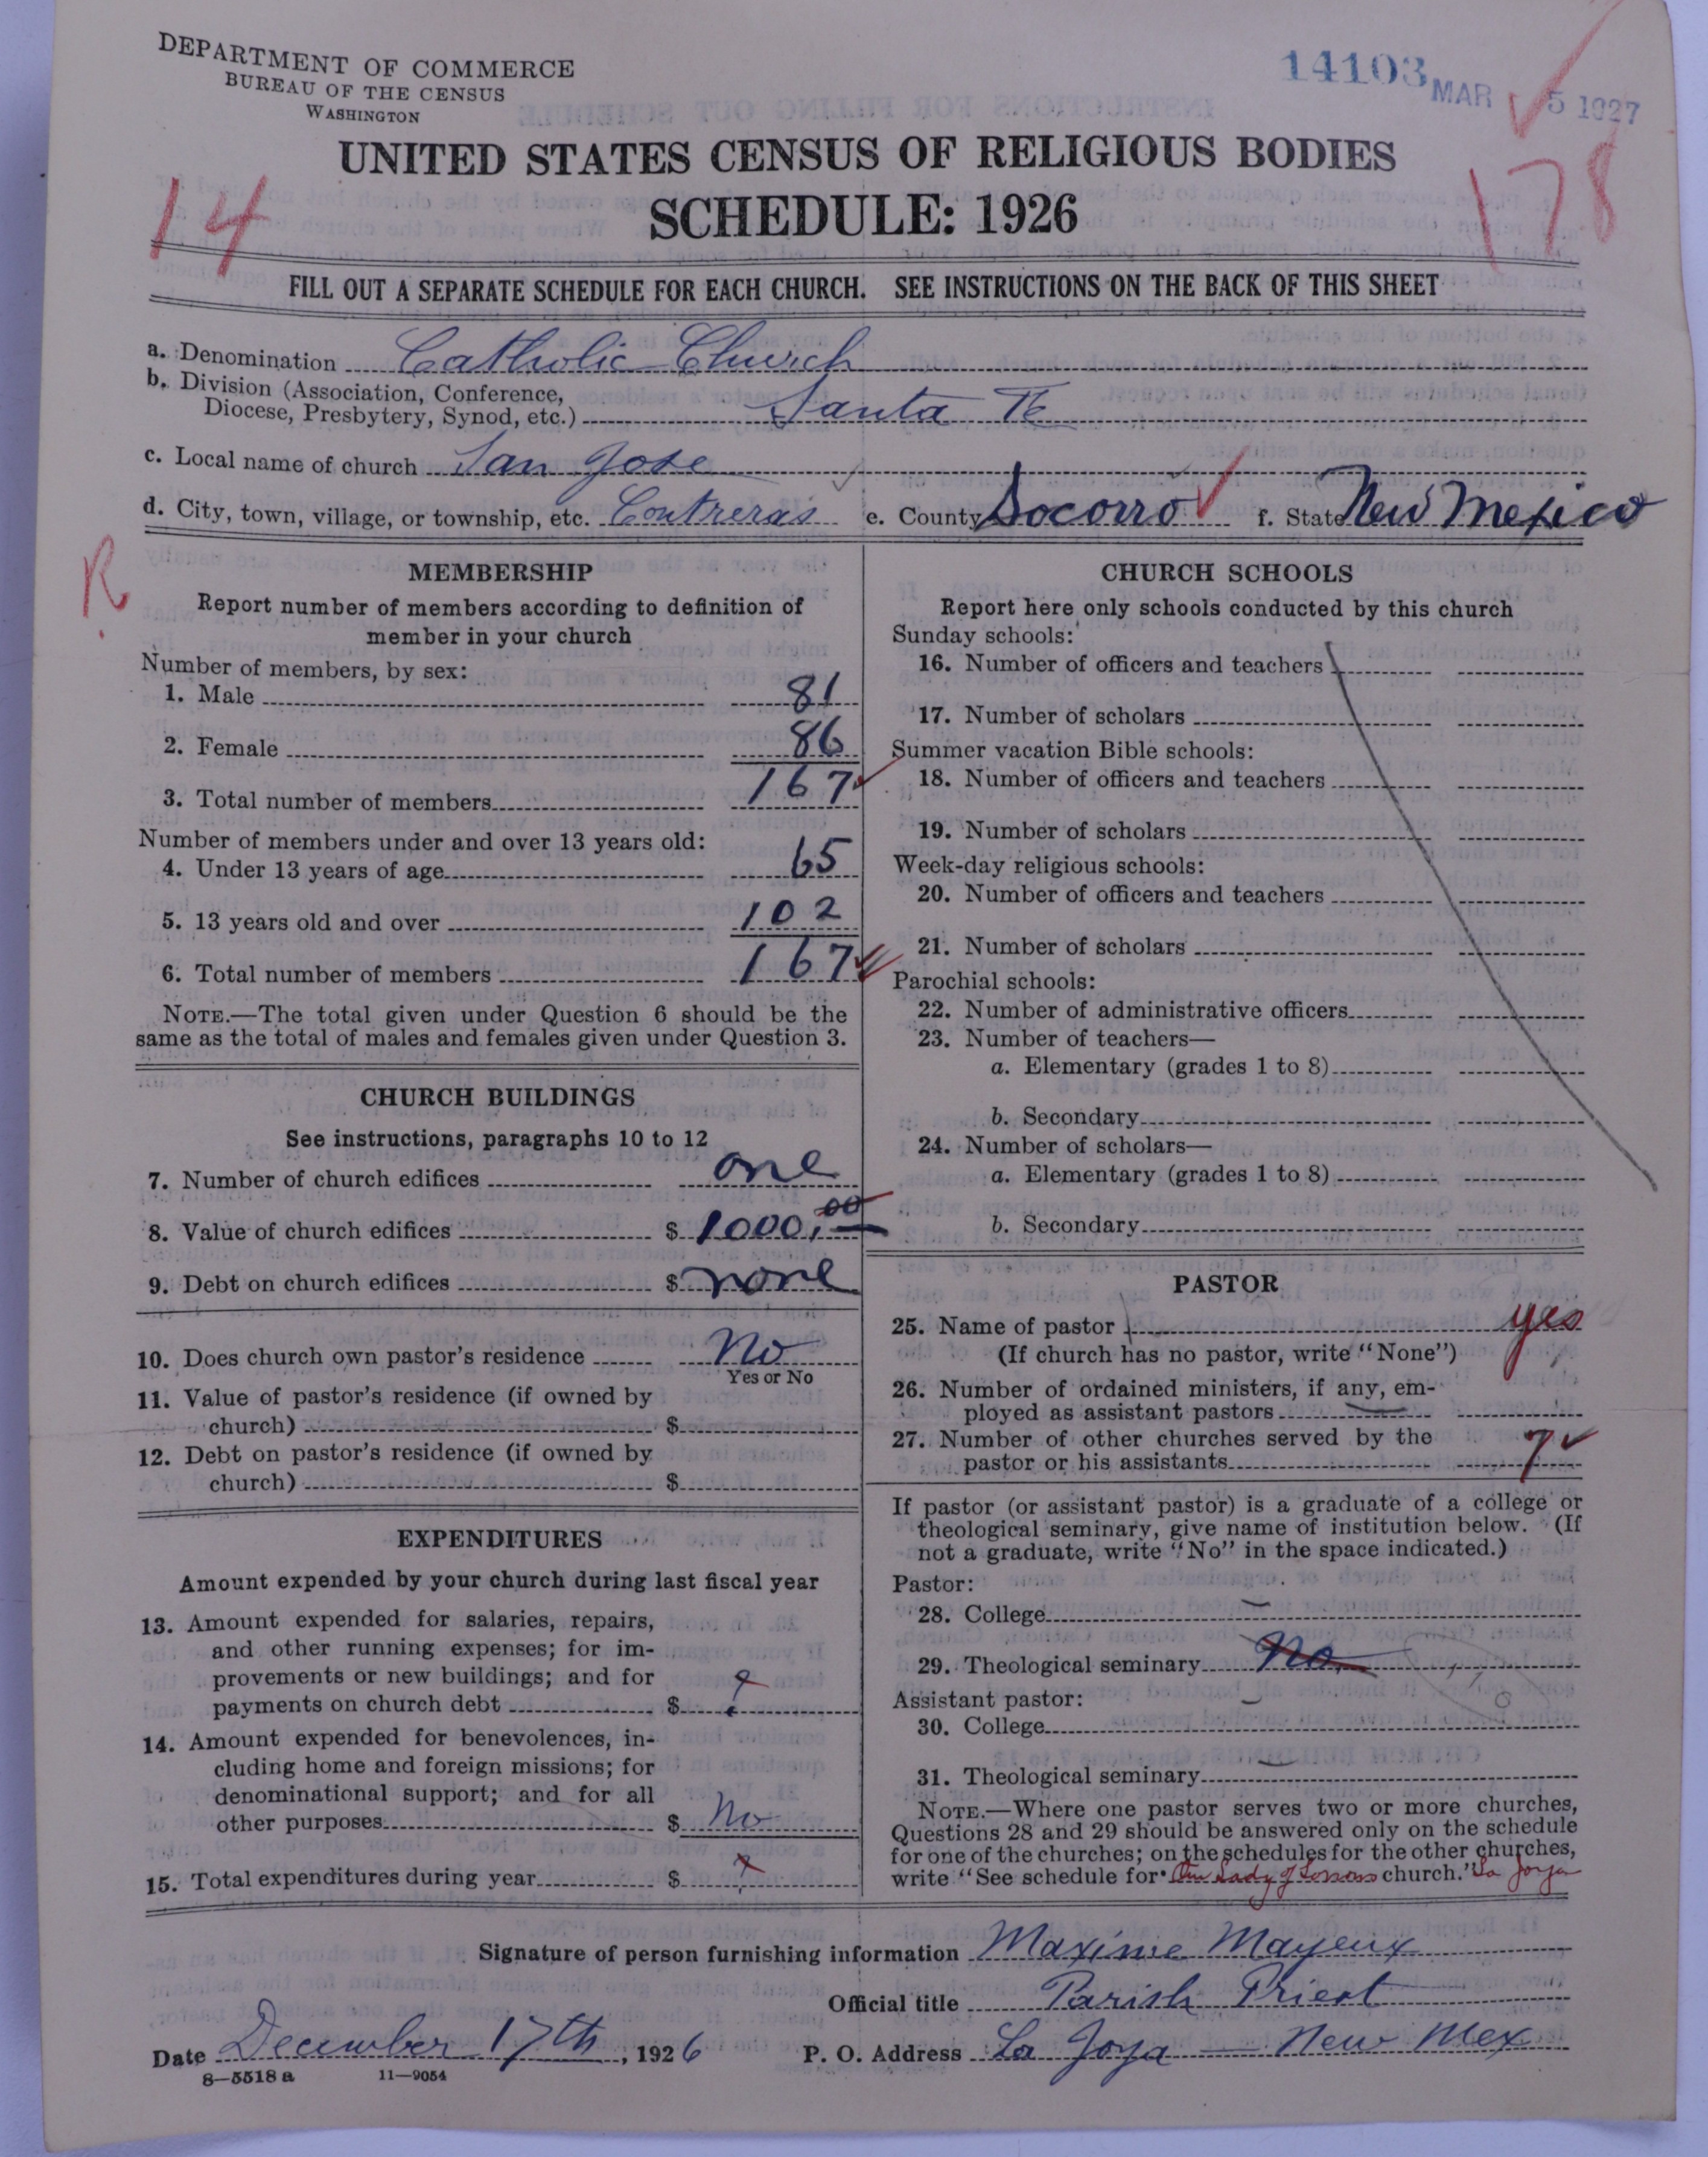 DEPARTMENT OF COMMERCE
BUREAU OF THE CENSUS
WASHINGTON
14103
MAR 5 1927
UNITED STATES CENSUS OF RELIGIOUS BODIES
SCHEDULE: 1926
14
178
FILL OUT A SEPARATE SCHEDULE FOR EACH CHURCH. SEE INSTRUCTIONS ON THE BACK OF THIS SHEET
a. Denomination Catholic Church
b. Division (Association, Conference,
Diocese, Presbytery, Synod, etc.) Santa Fe
c. Local name of church San Jose
d. City, town, village, or township, etc. Contreras e. County Socorro f. State New Mexico
R
MEMBERSHIP
Report number of members according to definition of
member in your church
Number of members, by sex:
1. Male 81
2. Female 86
3. Total number of members 167
Number of members under and over 13 years old:
4. Under 13 years of age 65
5. 13 years old and over 102
6. Total number of members 167
NOTE.—The total given under Question 6 should be the
same as the total of males and females given under Question 3.
CHURCH BUILDINGS
See instructions, paragraphs 10 to 12
7. Number of church edifices one
8. Value of church edifices $ 1000,00
9. Debt on church edifices $ none
10. Does church own pastor's residence No
Yes or No
11. Value of pastor's residence (if owned by
church) $
12. Debt on pastor's residence (if owned by
church) $
EXPENDITURES
Amount expended by your church during last fiscal year
13. Amount expended for salaries, repairs,
and other running expenses; for im-
provements or new buildings; and for
payments on church debt $ ?
14. Amount expended for benevolences, in-
cluding home and foreign missions; for
denominational support; and for all
other purposes $ No
15. Total expenditures during year $
CHURCH SCHOOLS
Report here only schools conducted by this church
Sunday schools:
16. Number of officers and teachers
17. Number of scholars
Summer vacation Bible schools:
18. Number of officers and teachers
19. Number of scholars
Week-day religious schools:
20. Number of officers and teachers
21. Number of scholars
Parochial schools:
22. Number of administrative officers
23. Number of teachers—
a. Elementary (grades 1 to 8)
b. Secondary
24. Number of scholars—
a. Elementary (grades 1 to 8)
b. Secondary
PASTOR
25. Name of pastor yes
(If church has no pastor, write "None")
26. Number of ordained ministers, if any, em-
ployed as assistant pastors
27. Number of other churches served by the
pastor or his assistants 7
If pastor (or assistant pastor) is a graduate of a college or
theological seminary, give name of institution below. (If
not a graduate, write "No" in the space indicated.)
Pastor:
28. College
29. Theological seminary No
Assistant pastor:
30. College
31. Theological seminary
NOTE.—Where one pastor serves two or more churches,
Questions 28 and 29 should be answered only on the schedule
for one of the churches; on the schedules for the other churches,
write "See schedule for Our Lady of Sorrows church." La Joya
Signature of person furnishing information Maxime Mayeux
Official title Parish Priest
Date December 17th, 1926 P. O. Address La Joya — New Mex
8—5518 a 11—9054